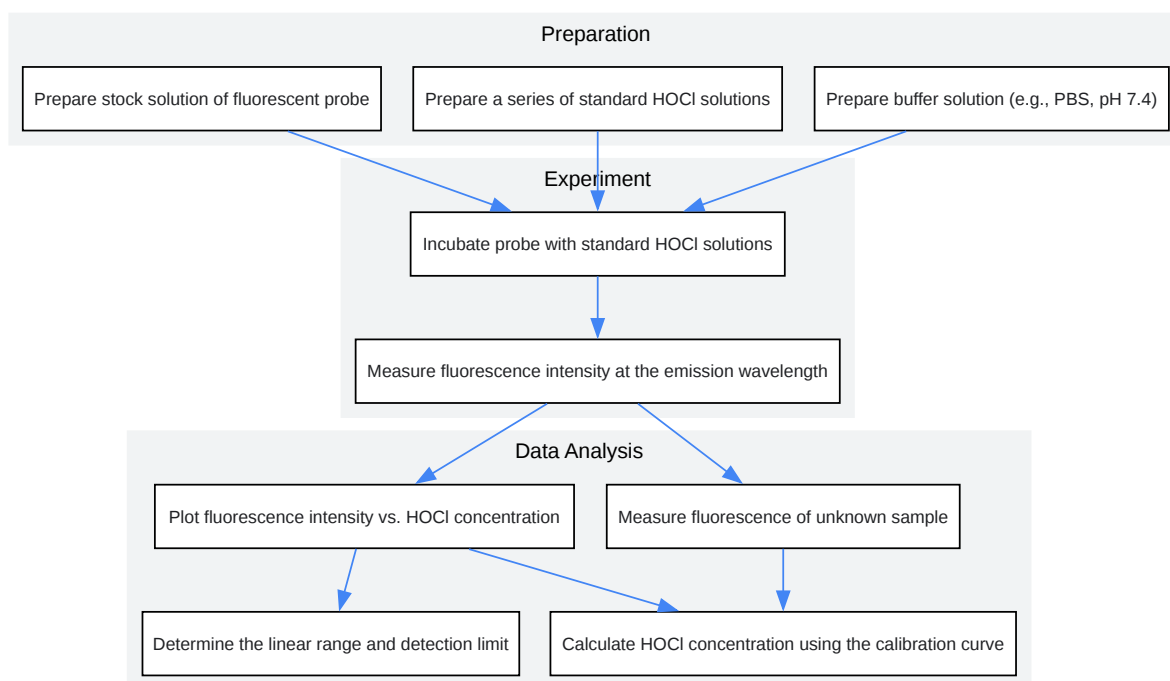 Preparation
Prepare stock solution of fluorescent probe
Prepare a series of standard HOCl solutions
Prepare buffer solution (e.g., PBS, pH 7.4)
Experiment
Incubate probe with standard HOCl solutions
Measure fluorescence intensity at the emission wavelength
Data Analysis
Plot fluorescence intensity vs. HOCl concentration
Measure fluorescence of unknown sample
Determine the linear range and detection limit
Calculate HOCl concentration using the calibration curve